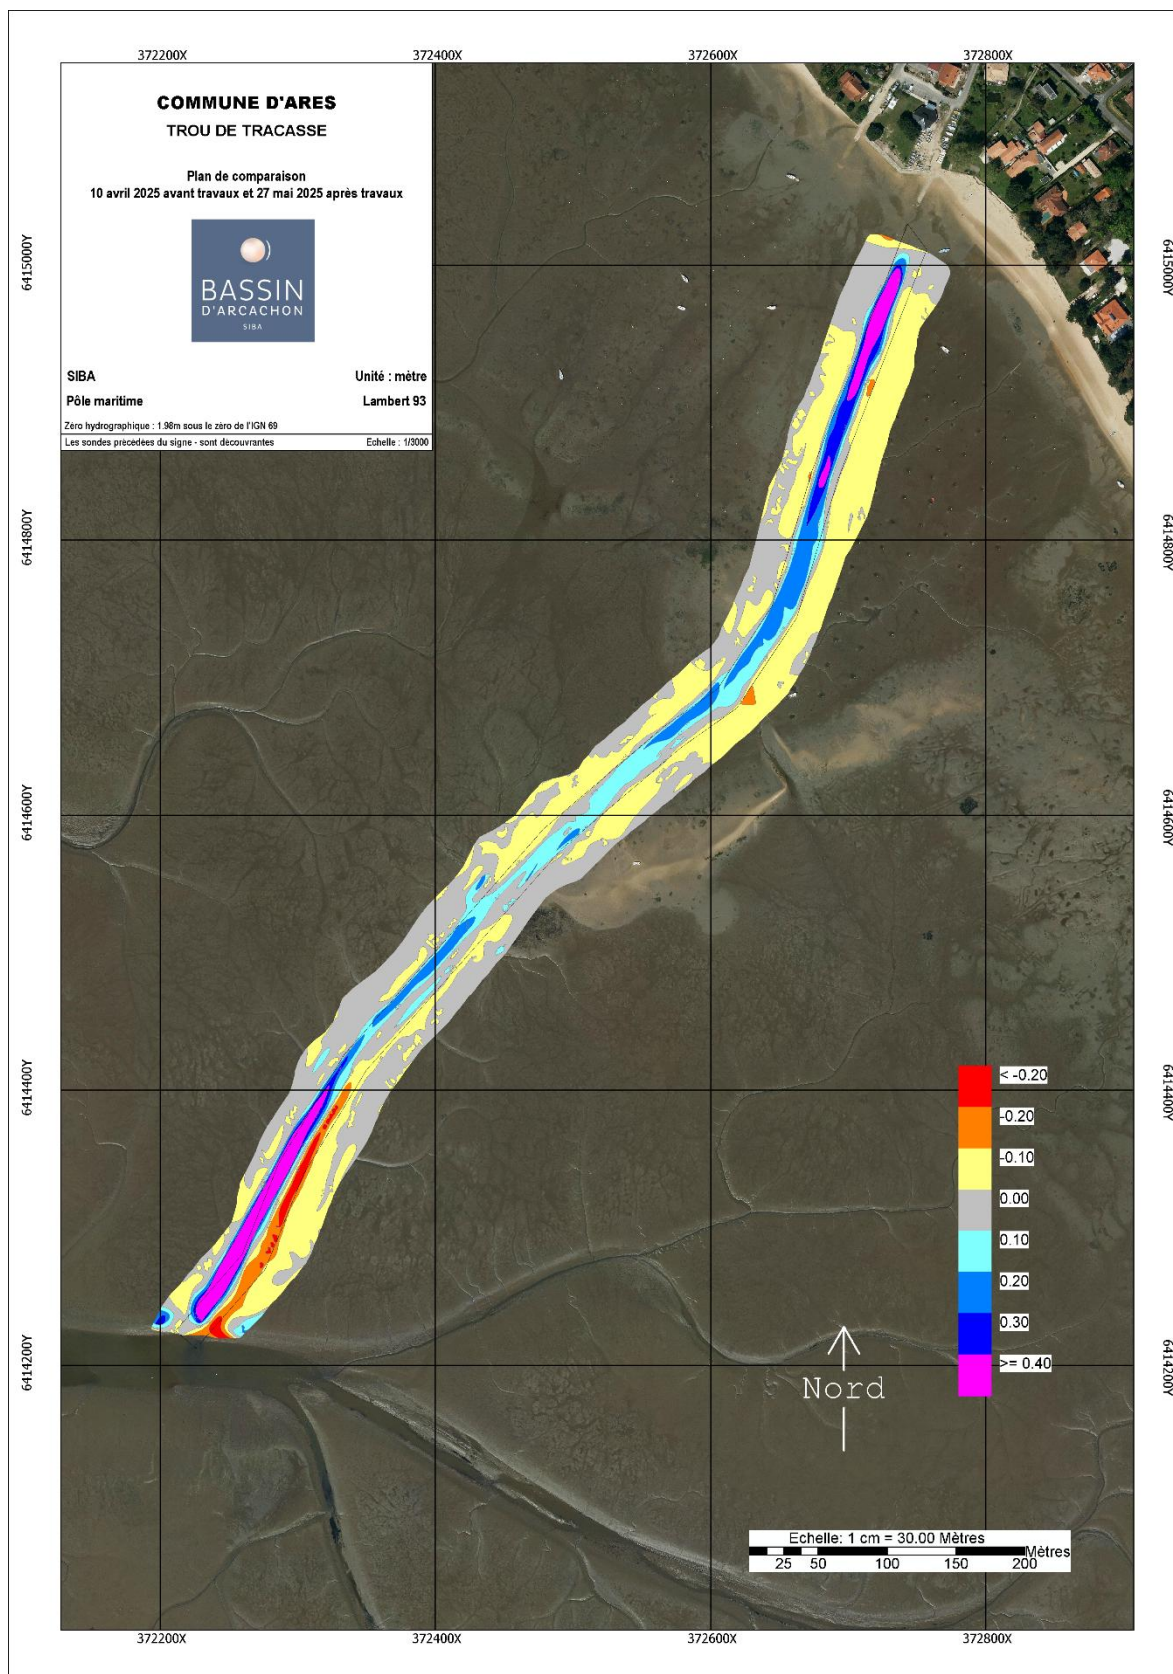 372200X 372400X 372600X 372800X
COMMUNE D'ARES
TROU DE TRACASSE
Plan de comparaison
10 avril 2025 avant travaux et 27 mai 2025 après travaux
BASSIN
D'ARCACHON
SIBA
SIBA Unité : mètre
Pôle maritime Lambert 93
Zéro hydrographique : 1.98m sous le zéro de l'IGN 69
Les sondes précédées du signe - sont découvrantes Echelle : 1/3000
6415000Y 6415000Y
6414800Y 6414800Y
6414600Y 6414600Y
6414400Y 6414400Y
6414200Y 6414200Y
< -0.20
-0.20
-0.10
0.00
0.10
0.20
0.30
>= 0.40
Nord
Echelle: 1 cm = 30.00 Mètres
Mètres
25 50 100 150 200
372200X 372400X 372600X 372800X